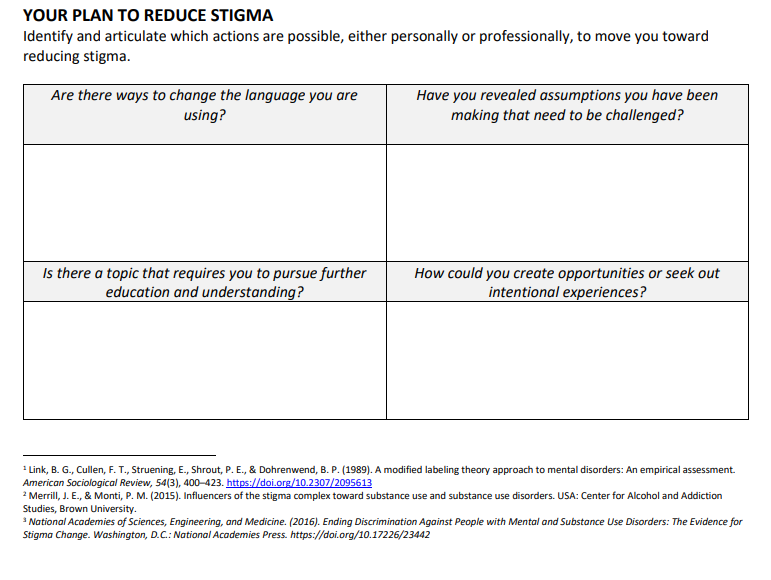 YOUR PLAN TO REDUCE STIGMA
Identify and articulate which actions are possible, either personally or professionally, to move you toward
reducing stigma.
Are there ways to change the language you are
using?
Have you revealed assumptions you have been
making that need to be challenged?
Is there a topic that requires you to pursue further
education and understanding?
How could you create opportunities or seek out
intentional experiences?
1 Link, B. G., Cullen, F. T., Struening, E., Shrout, P. E., & Dohrenwend, B. P. (1989). A modified labeling theory approach to mental disorders: An empirical assessment.
American Sociological Review, 54(3), 400–423. https://doi.org/10.2307/2095613
2 Merrill, J. E., & Monti, P. M. (2015). Influencers of the stigma complex toward substance use and substance use disorders. USA: Center for Alcohol and Addiction
Studies, Brown University.
3 National Academies of Sciences, Engineering, and Medicine. (2016). Ending Discrimination Against People with Mental and Substance Use Disorders: The Evidence for
Stigma Change. Washington, D.C.: National Academies Press. https://doi.org/10.17226/23442